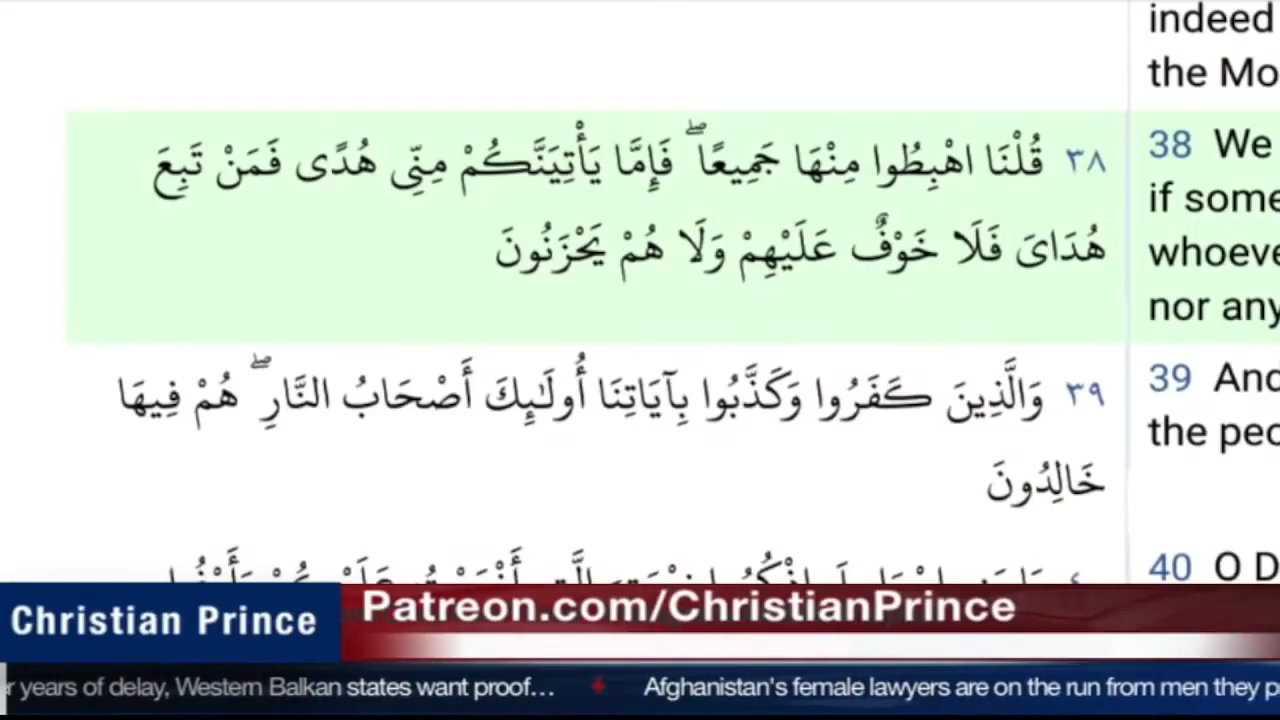 indeed
the Mo
٣٨ قُلْنَا اهْبِطُوا مِنْهَا جَمِيعًا ۖ فَإِمَّا يَأْتِيَنَّكُمْ مِنِّي هُدًى فَمَنْ تَبِعَ
هُدَايَ فَلَا خَوْفٌ عَلَيْهِمْ وَلَا هُمْ يَحْزَنُونَ
38 We
if some
whoeve
nor any
٣٩ وَالَّذِينَ كَفَرُوا وَكَذَّبُوا بِآيَاتِنَا أُولَٰئِكَ أَصْحَابُ النَّارِ ۖ هُمْ فِيهَا
خَالِدُونَ
39 And
the peo
40 O D
Christian Prince
Patreon.com/ChristianPrince
r years of delay, Western Balkan states want proof... Afghanistan's female lawyers are on the run from men they p